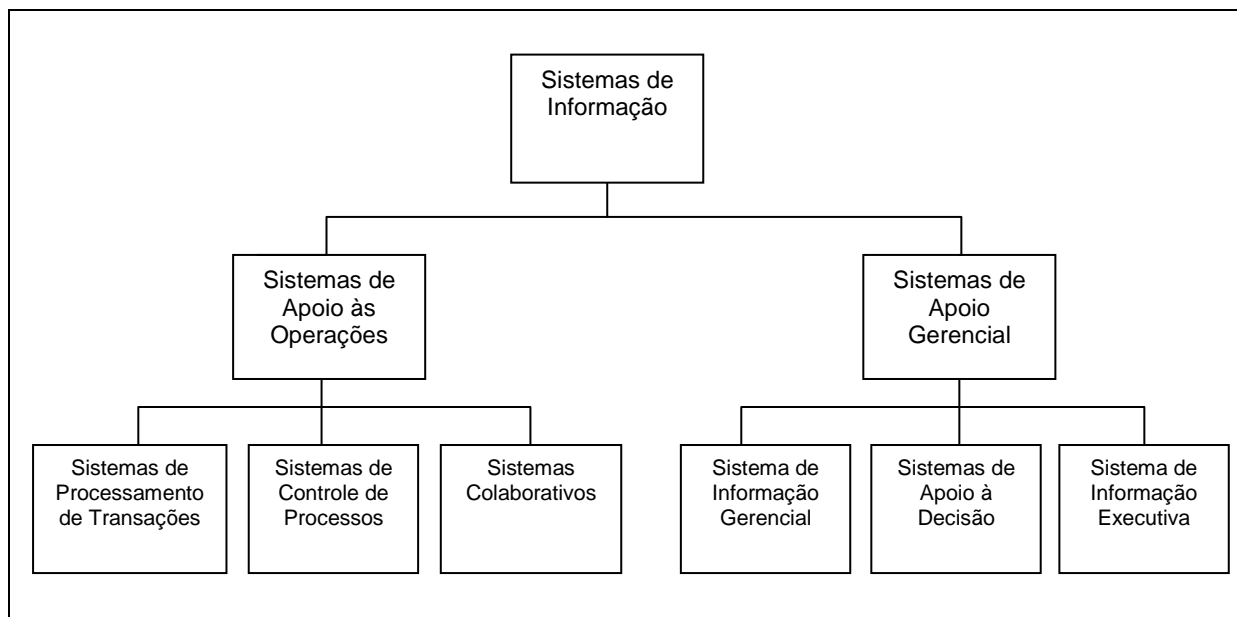 Sistemas de
Informação
Sistemas de
Apoio às
Operações
Sistemas de
Apoio
Gerencial
Sistemas de
Processamento
de Transações
Sistemas de
Controle de
Processos
Sistemas
Colaborativos
Sistema de
Informação
Gerencial
Sistemas de
Apoio à
Decisão
Sistema de
Informação
Executiva